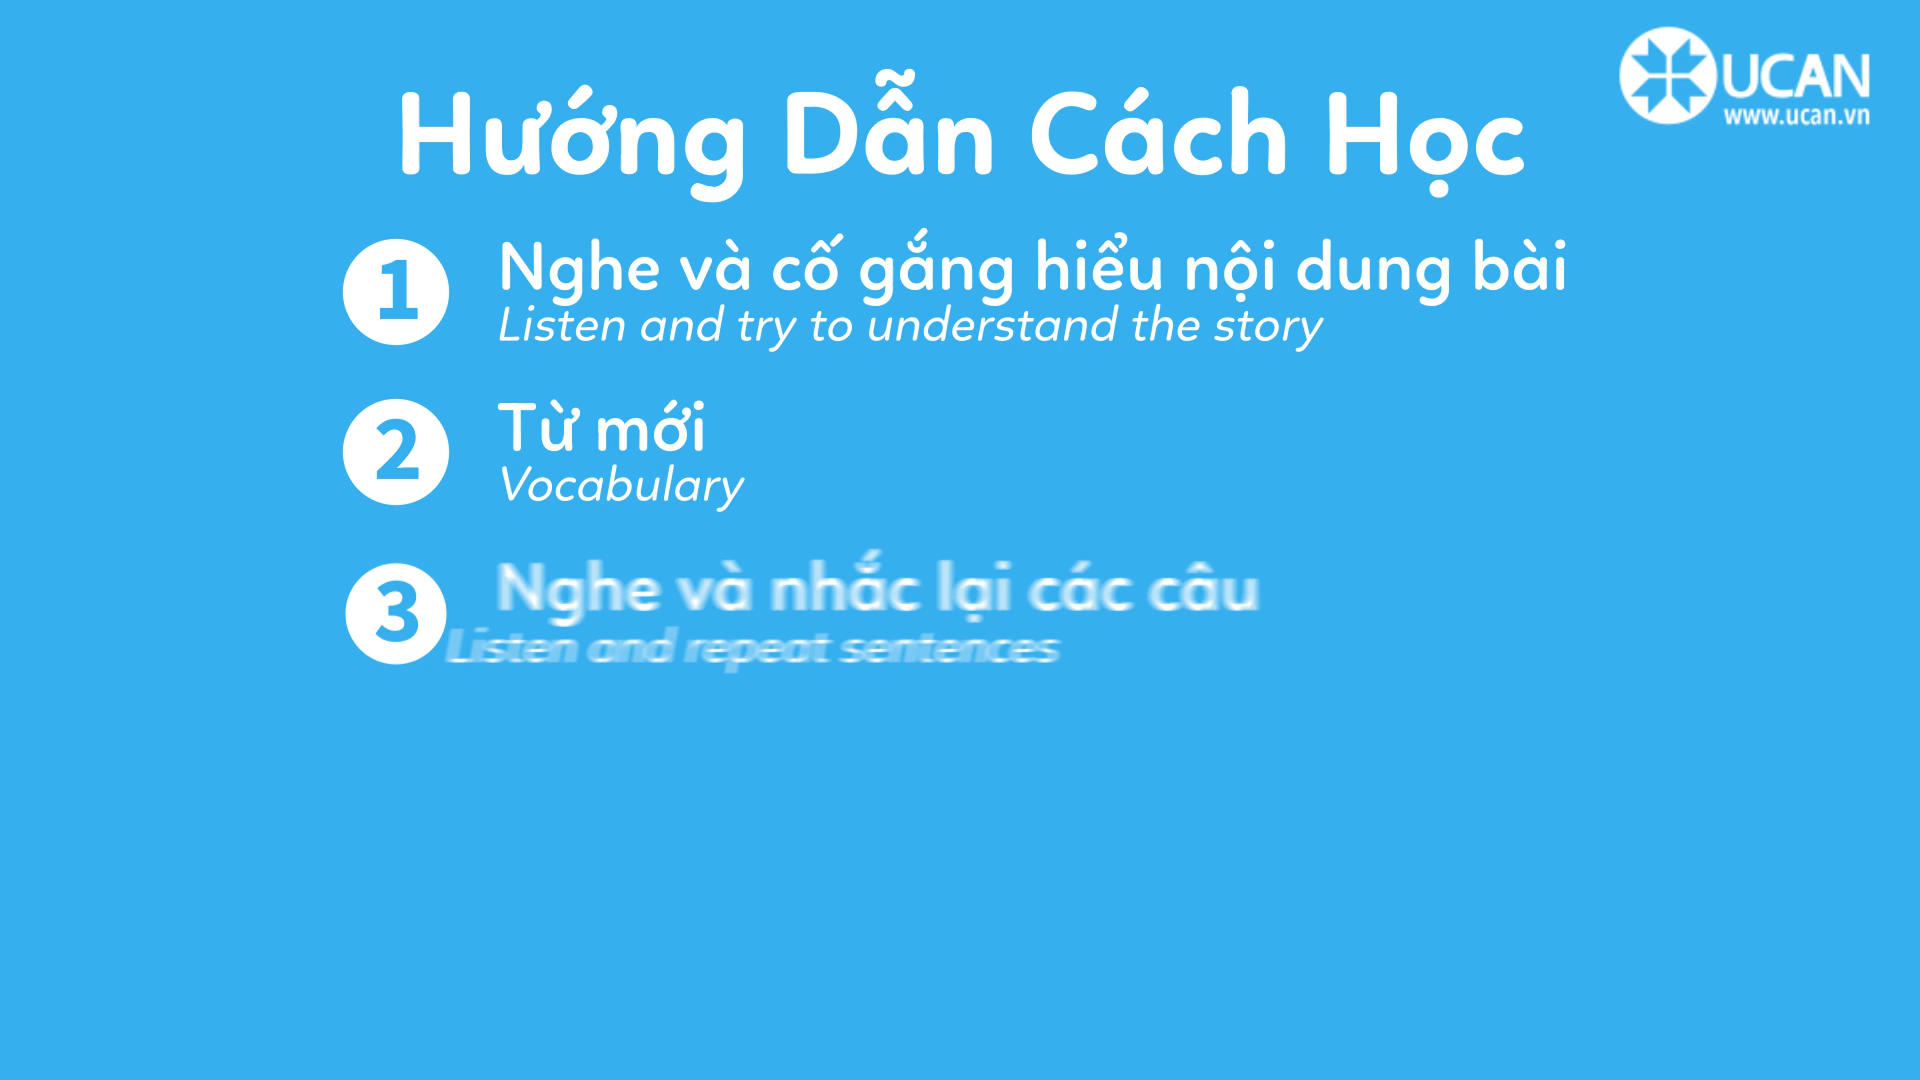 UCAN
www.ucan.vn
Hướng Dẫn Cách Học
1 Nghe và cố gắng hiểu nội dung bài
Listen and try to understand the story
2 Từ mới
Vocabulary
3 Nghe và nhắc lại các câu
Listen and repeat sentences